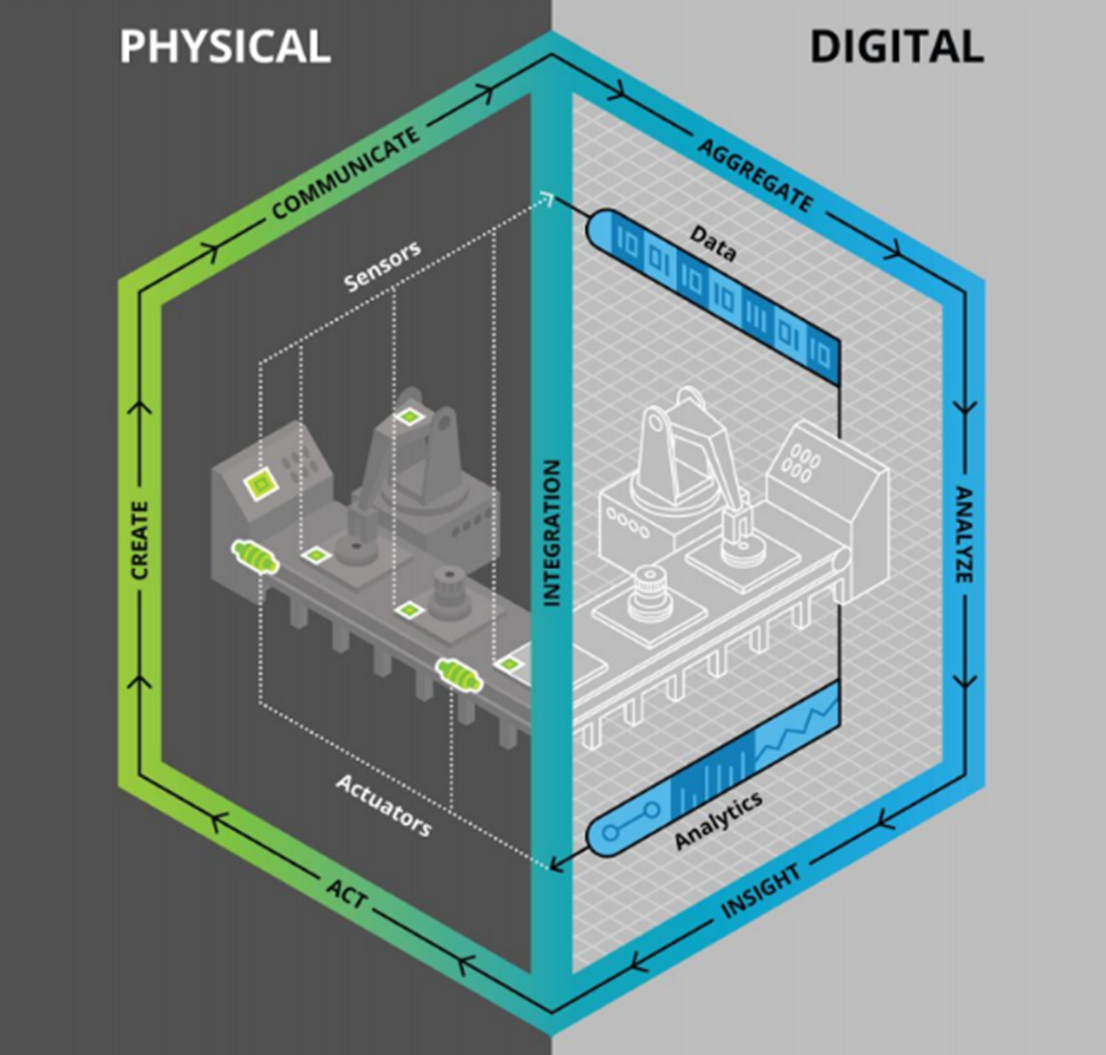 PHYSICAL
DIGITAL
COMMUNICATE
AGGREGATE
Sensors
Data
10 01 10 10 111 01 10
CREATE
INTEGRATION
ANALYZE
Actuators
Analytics
ACT
INSIGHT